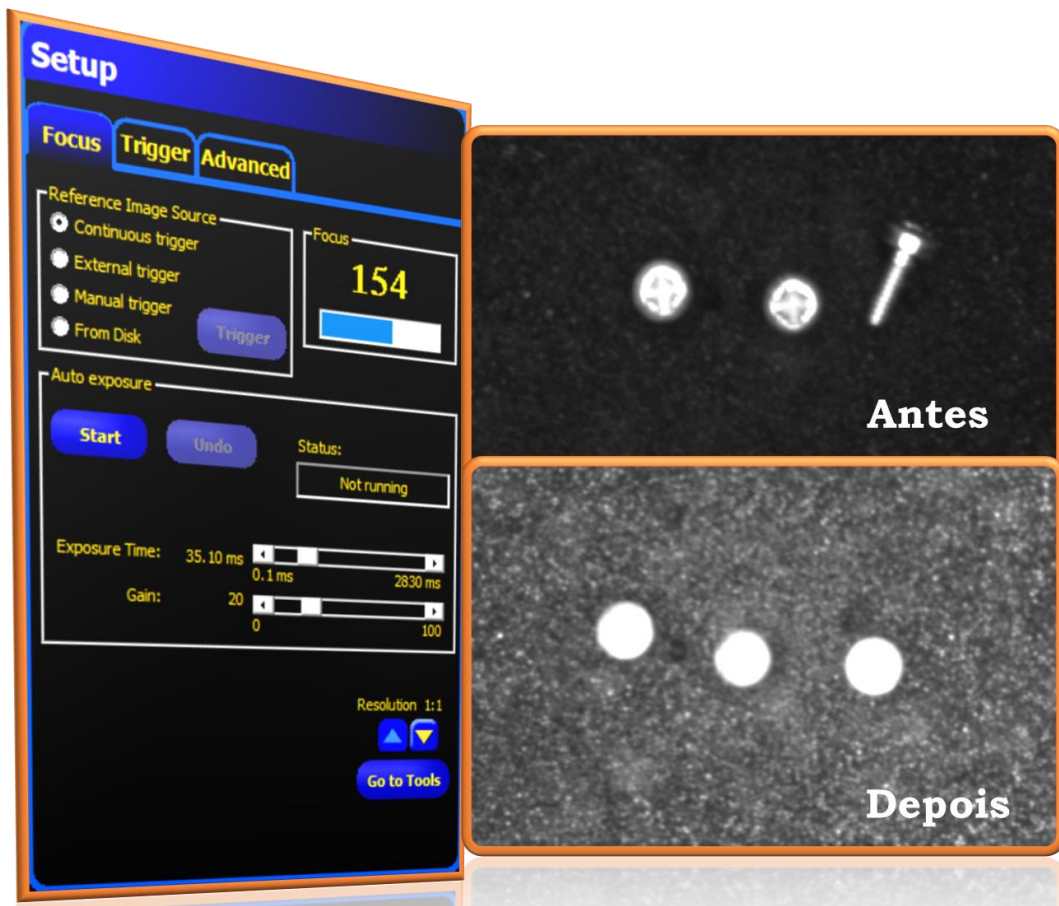 Setup
Focus
Trigger
Advanced
Reference Image Source
Continuous trigger
External trigger
Manual trigger
From Disk
Trigger
Focus
154
Auto exposure
Start
Undo
Status:
Not running
Exposure Time:
35.10 ms
0.1 ms
2830 ms
Gain:
20
0
100
Resolution 1:1
Go to Tools
Antes
Depois